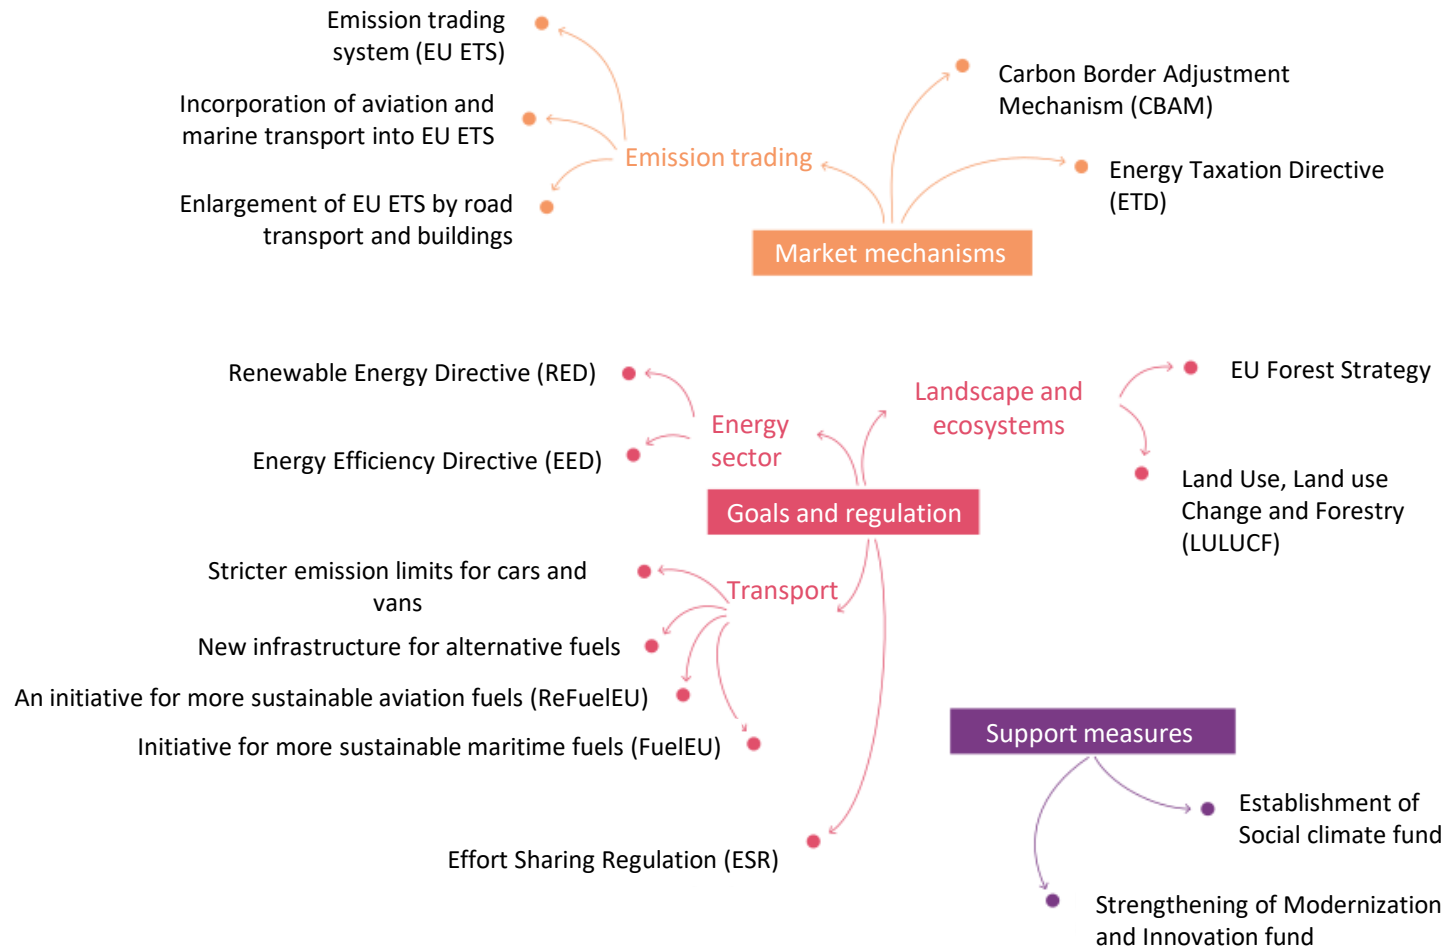 Emission trading
system (EU ETS)
Incorporation of aviation and
marine transport into EU ETS
Enlargement of EU ETS by road
transport and buildings
Emission trading
Carbon Border Adjustment
Mechanism (CBAM)
Energy Taxation Directive
(ETD)
Market mechanisms
Renewable Energy Directive (RED)
Energy Efficiency Directive (EED)
Energy
sector
Landscape and
ecosystems
EU Forest Strategy
Land Use, Land use
Change and Forestry
(LULUCF)
Goals and regulation
Stricter emission limits for cars and
vans
Transport
New infrastructure for alternative fuels
An initiative for more sustainable aviation fuels (ReFuelEU)
Initiative for more sustainable maritime fuels (FuelEU)
Effort Sharing Regulation (ESR)
Support measures
Establishment of
Social climate fund
Strengthening of Modernization
and Innovation fund